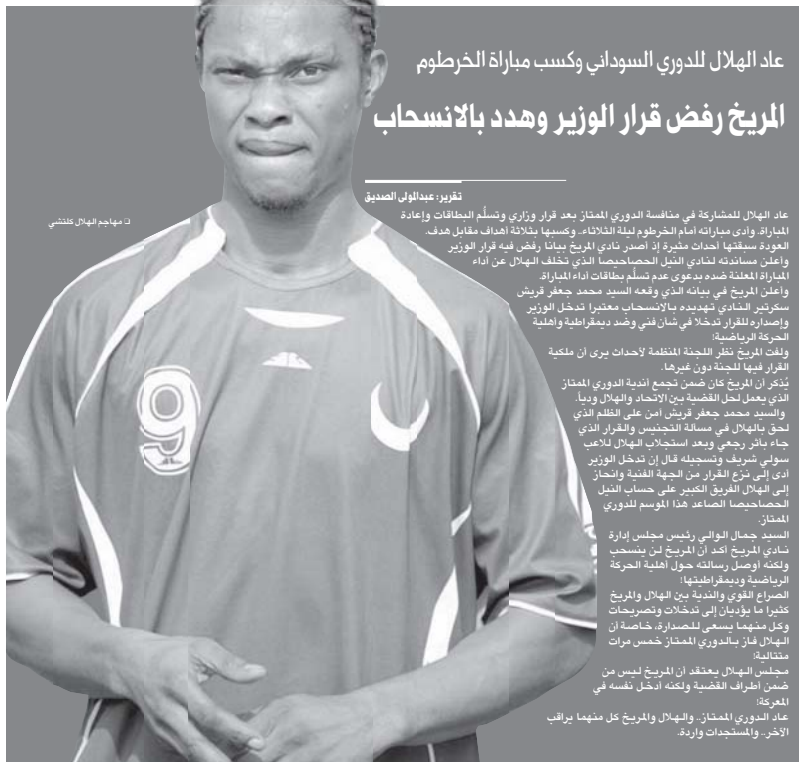 عاد الهلال للدوري السوداني وكسب مباراة الخرطوم
المريخ رفض قرار الوزير وهدد بالانسحاب
تقرير: عبدالمولى الصديق
□ مهاجم الهلال كلتشي
عاد الهلال للمشاركة في منافسة الدوري الممتاز بعد قرار وزاري وتسلُّم البطاقات وإعادة
المباراة. وأدى مباراته أمام الخرطوم ليلة الثلاثاء.. وكسبها بثلاثة أهداف مقابل هدف.
العودة سبقتها أحداث مثيرة إذ أصدر نادي المريخ بيانا رفض فيه قرار الوزير
وأعلن مساندته لنادي النيل الحصاحيصا الذي تخلف الهلال عن أداء
المباراة المعلنة ضده بدعوى عدم تسلُّم بطاقات أداء المباراة.
وأعلن المريخ في بيانه الذي وقعه السيد محمد جعفر قريش
سكرتير النادي تهديده بالانسحاب معتبرا تدخل الوزير
وإصداره للقرار تدخلا في شأن فني وضد ديمقراطية وأهلية
الحركة الرياضية!
ولفت المريخ نظر اللجنة المنظمة لأحداث يرى أن ملكية
القرار فيها للجنة دون غيرها.
يُذكر أن المريخ كان ضمن تجمع أندية الدوري الممتاز
الذي يعمل لحل القضية بين الاتحاد والهلال ودياً.
والسيد محمد جعفر قريش أمن على الظلم الذي
لحق بالهلال في مسالة التجنيس والقرار الذي
جاء بأثر رجعي وبعد استجلاب الهلال للاعب
سولي شريف وتسجيله قال إن تدخل الوزير
أدى إلى نزع القرار من الجهة الفنية وانحاز
إلى الهلال الفريق الكبير على حساب النيل
الحصاحيصا الصاعد هذا الموسم للدوري
الممتاز.
السيد جمال الوالي رئيس مجلس إدارة
نادي المريخ أكد أن المريخ لن ينسحب
ولكنه أوصل رسالته حول أهلية الحركة
الرياضية وديمقراطيتها!
الصراع القوي والندية بين الهلال والمريخ
كثيرا ما يؤديان إلى تدخلات وتصريحات
وكل منهما يسعى للصدارة، خاصة أن
الهلال فاز بالدوري الممتاز خمس مرات
متتالية!
مجلس الهلال يعتقد أن المريخ ليس من
ضمن أطراف القضية ولكنه أدخل نفسه في
المعركة!
عاد الدوري الممتاز.. والهلال والمريخ كل منهما يراقب
الآخر.. والمستجدات واردة.
9